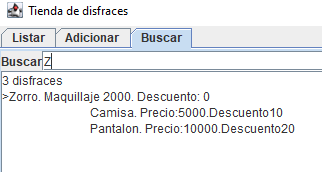 Tienda de disfraces
Listar Adicionar Buscar
Buscar Z
3 disfraces
>Zorro. Maquillaje 2000. Descuento: 0
Camisa. Precio:5000.Descuento10
Pantalon. Precio:10000.Descuento20